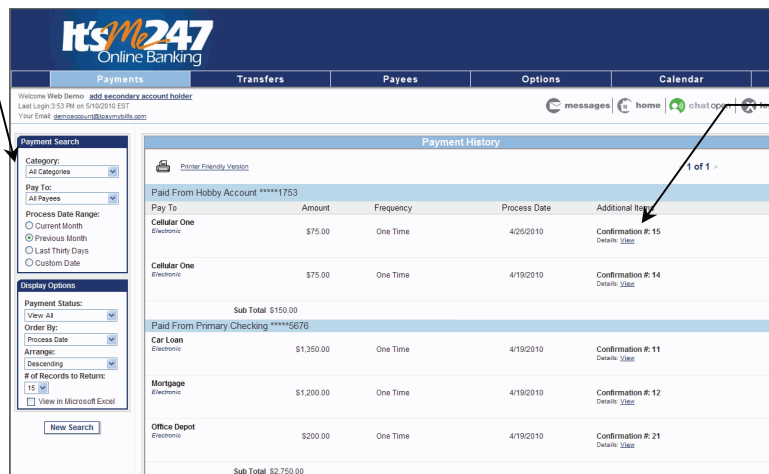 It'sMe247
Online Banking
Payments Transfers Payees Options Calendar
Welcome Web Demo add secondary account holder
Last Login:3:53 PM on 5/10/2010 EST
Your Email: demoaccount@ipaymybills.com
messages home chat open
Payment Search
Category:
All Categories
Pay To:
All Payees
Process Date Range:
Current Month
Previous Month
Last Thirty Days
Custom Date
Display Options
Payment Status:
View All
Order By:
Process Date
Arrange:
Descending
# of Records to Return:
15
View in Microsoft Excel
New Search
Payment History
Printer Friendly Version 1 of 1 >
Paid From Hobby Account *****1753
Pay To Amount Frequency Process Date Additional Items
Cellular One
Electronic $75.00 One Time 4/26/2010 Confirmation #: 15
Details: View
Cellular One
Electronic $75.00 One Time 4/19/2010 Confirmation #: 14
Details: View
Sub Total $150.00
Paid From Primary Checking *****5676
Car Loan
Electronic $1,350.00 One Time 4/19/2010 Confirmation #: 11
Details: View
Mortgage
Electronic $1,200.00 One Time 4/19/2010 Confirmation #: 12
Details: View
Office Depot
Electronic $200.00 One Time 4/19/2010 Confirmation #: 21
Details: View
Sub Total $2,750.00